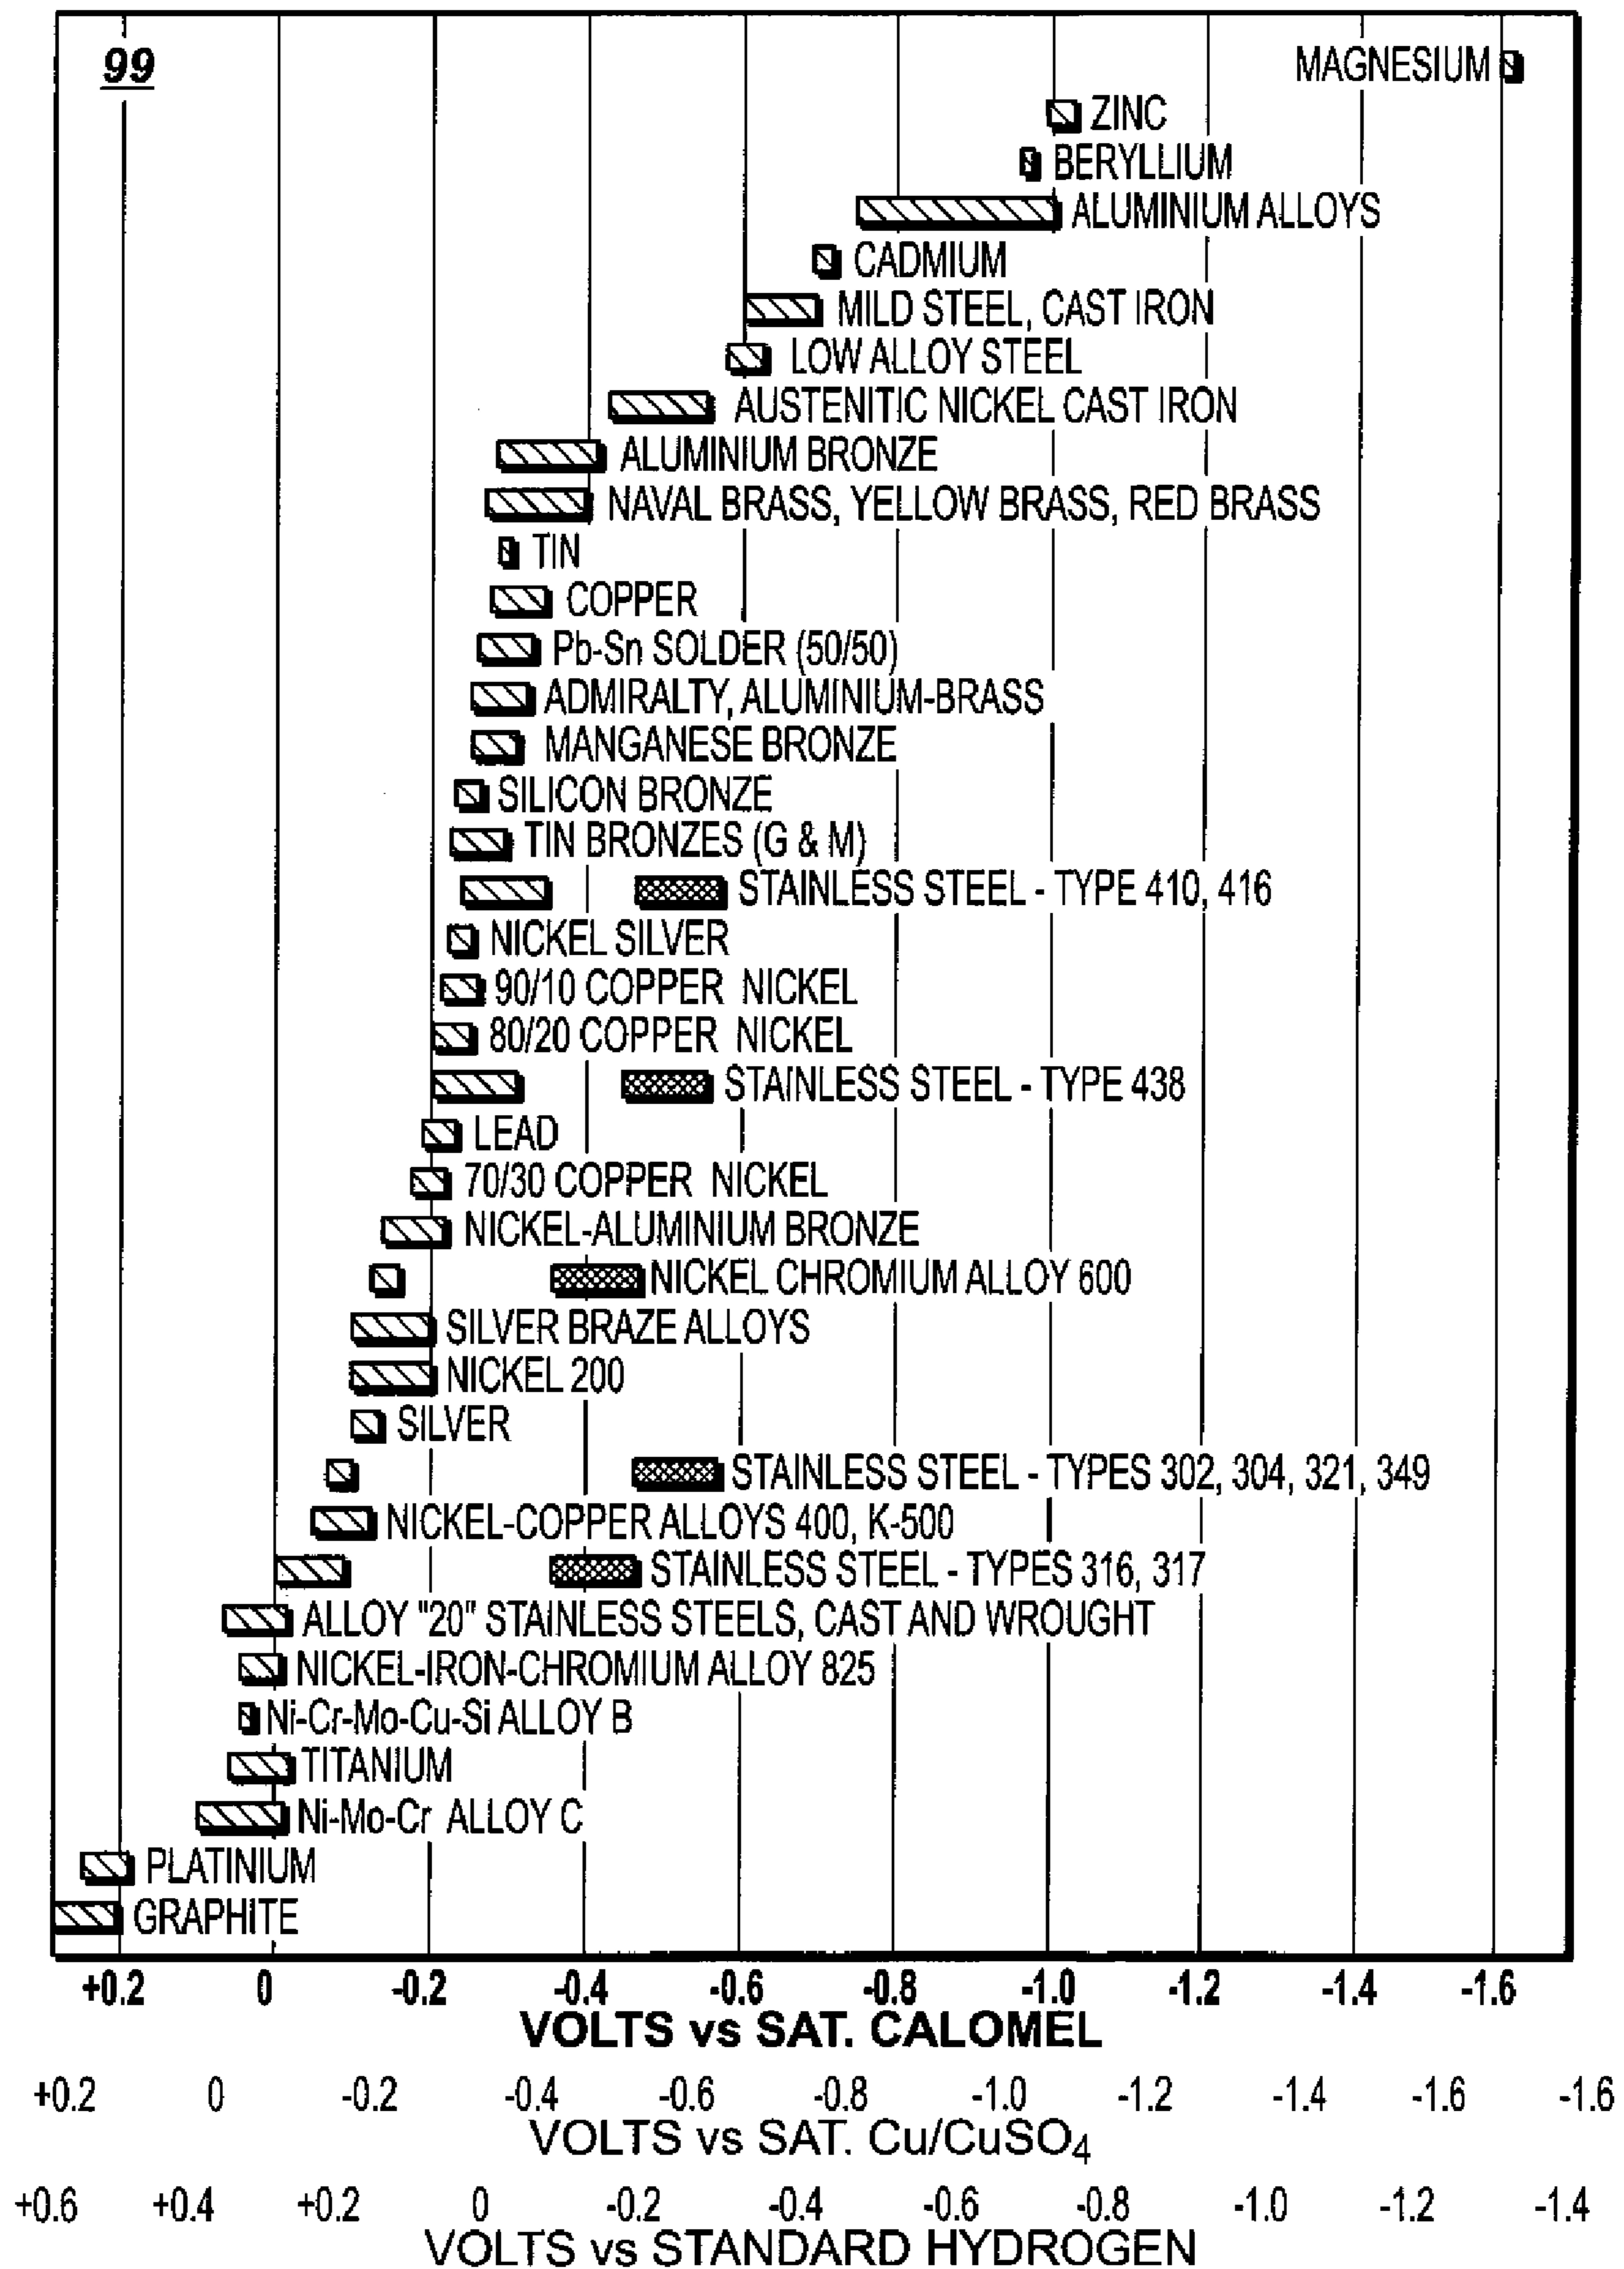 99
MAGNESIUM
ZINC
BERYLLIUM
ALUMINIUM ALLOYS
CADMIUM
MILD STEEL, CAST IRON
LOW ALLOY STEEL
AUSTENITIC NICKEL CAST IRON
ALUMINIUM BRONZE
NAVAL BRASS, YELLOW BRASS, RED BRASS
TIN
COPPER
Pb-Sn SOLDER (50/50)
ADMIRALTY, ALUMINIUM-BRASS
MANGANESE BRONZE
SILICON BRONZE
TIN BRONZES (G & M)
STAINLESS STEEL - TYPE 410, 416
NICKEL SILVER
90/10 COPPER NICKEL
80/20 COPPER NICKEL
STAINLESS STEEL - TYPE 438
LEAD
70/30 COPPER NICKEL
NICKEL-ALUMINIUM BRONZE
NICKEL CHROMIUM ALLOY 600
SILVER BRAZE ALLOYS
NICKEL 200
SILVER
STAINLESS STEEL - TYPES 302, 304, 321, 349
NICKEL-COPPER ALLOYS 400, K-500
STAINLESS STEEL - TYPES 316, 317
ALLOY "20" STAINLESS STEELS, CAST AND WROUGHT
NICKEL-IRON-CHROMIUM ALLOY 825
Ni-Cr-Mo-Cu-Si ALLOY B
TITANIUM
Ni-Mo-Cr ALLOY C
PLATINIUM
GRAPHITE
+0.2 0 -0.2 -0.4 -0.6 -0.8 -1.0 -1.2 -1.4 -1.6
VOLTS vs SAT. CALOMEL
+0.2 0 -0.2 -0.4 -0.6 -0.8 -1.0 -1.2 -1.4 -1.6 -1.6
VOLTS vs SAT. Cu/CuSO4
+0.6 +0.4 +0.2 0 -0.2 -0.4 -0.6 -0.8 -1.0 -1.2 -1.4
VOLTS vs STANDARD HYDROGEN